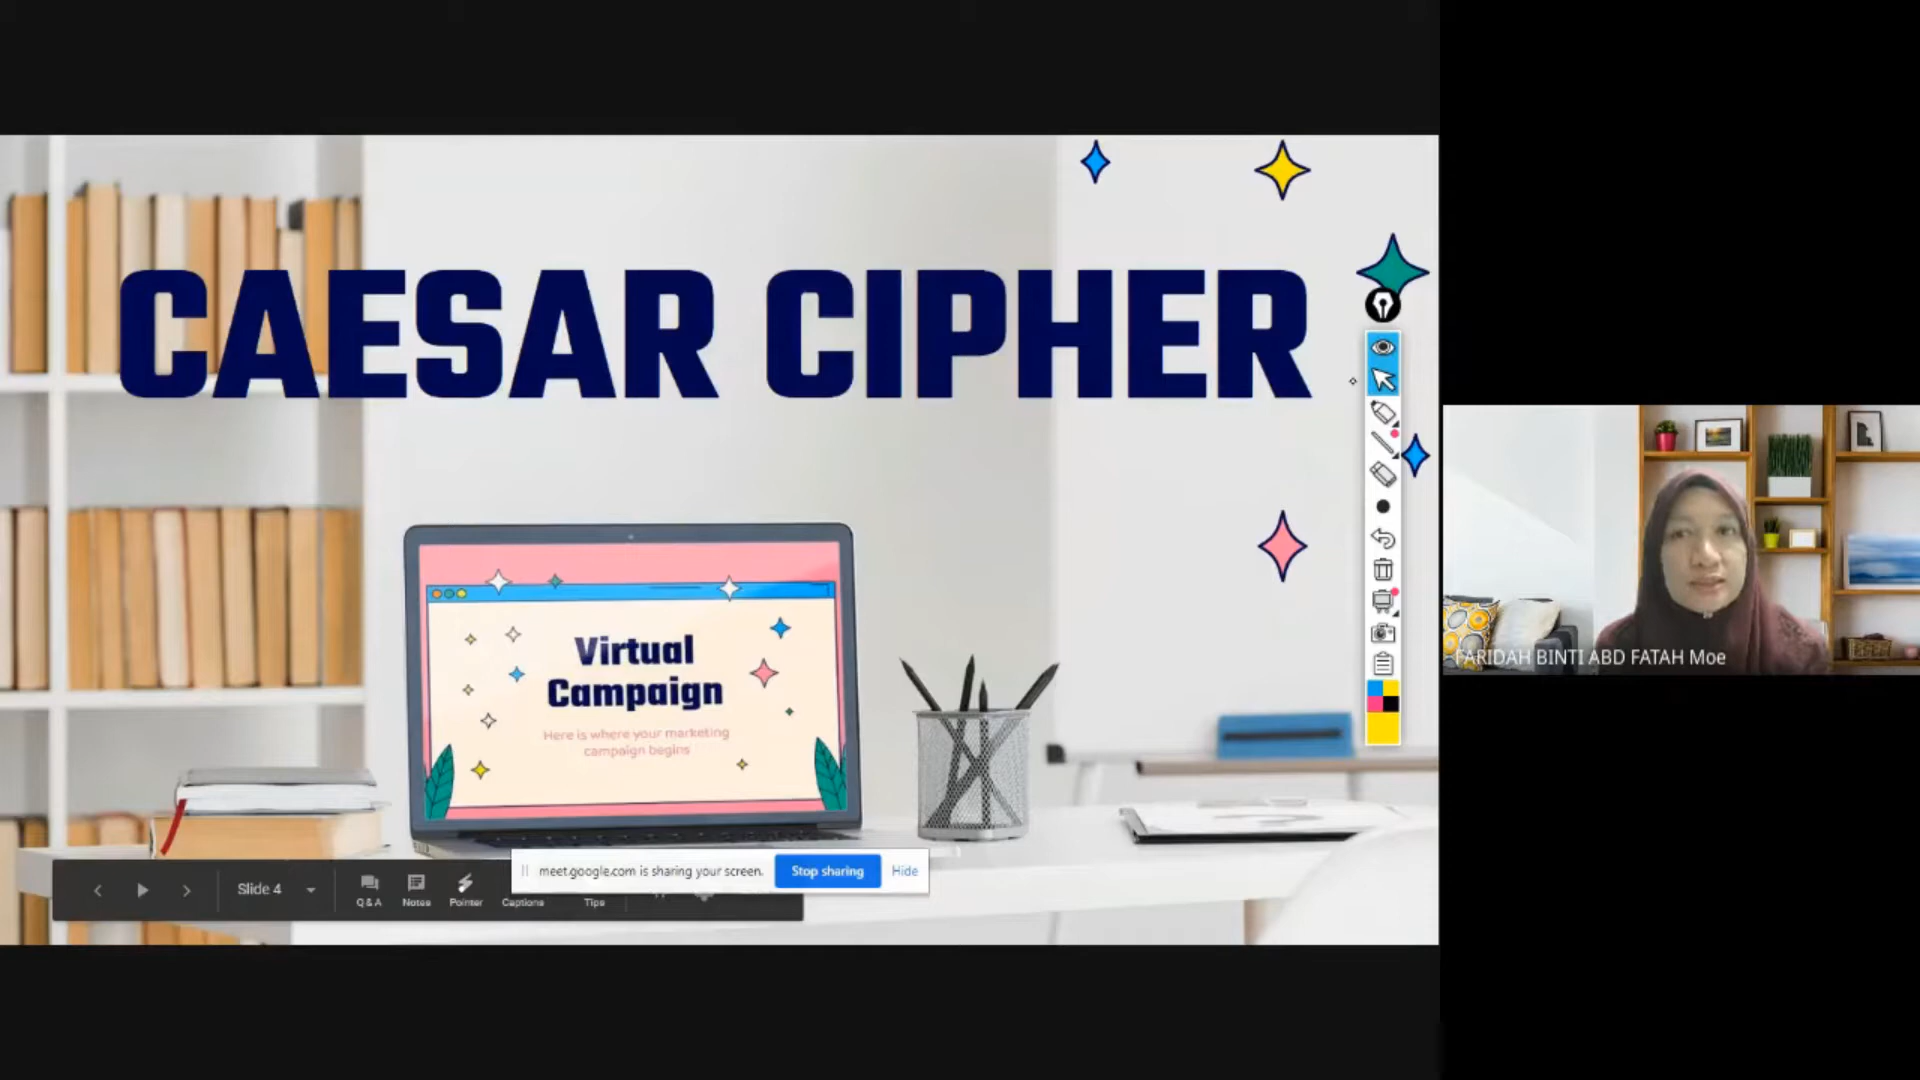 CAESAR CIPHER
Virtual
Campaign
Here is where your marketing
campaign begins
meet.google.com is sharing your screen.
Stop sharing
Hide
Slide 4
Q&A
Notes
Pointer
Captions
Tips
FARIDAH BINTI ABD FATAH Moe